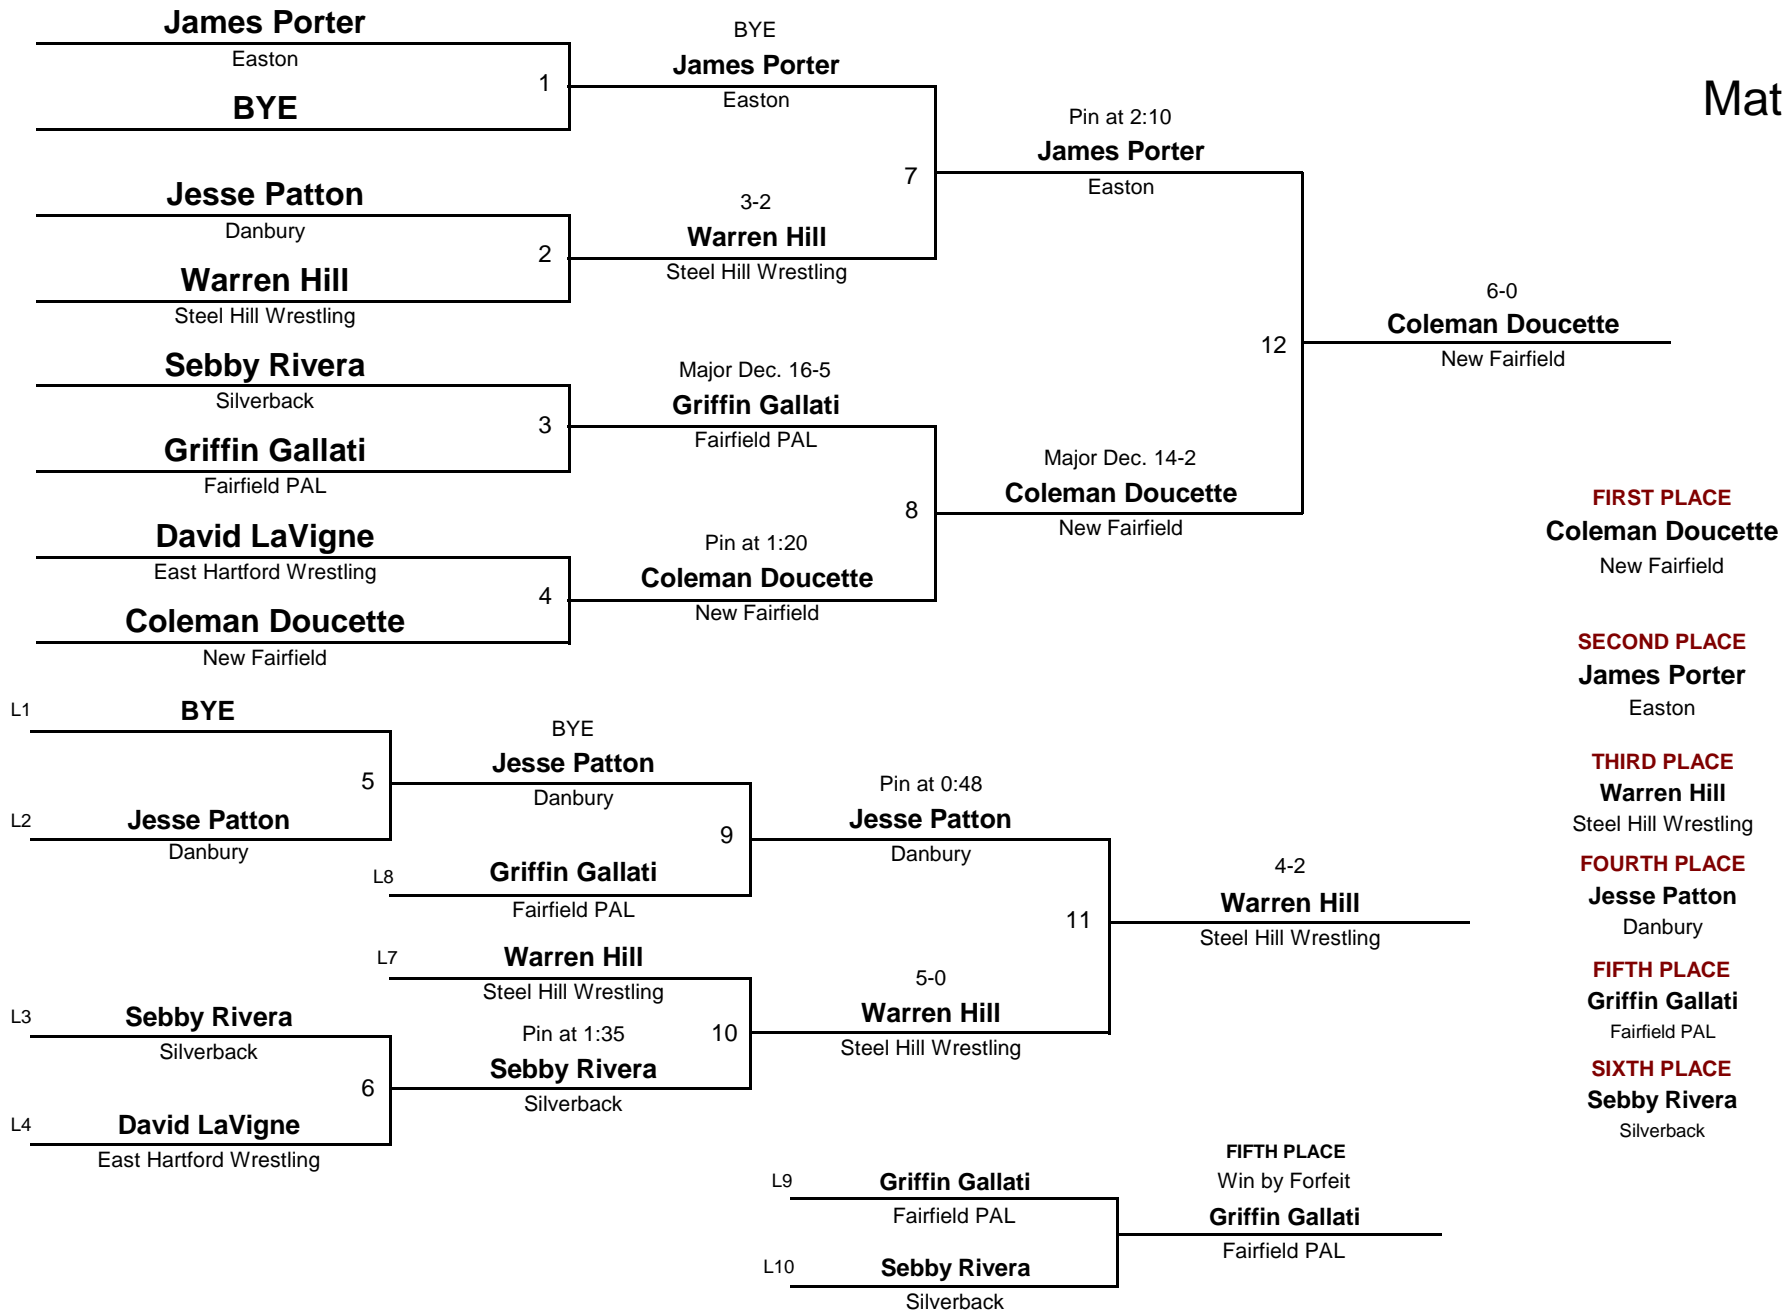 James Porter
Easton
1
BYE
BYE
James Porter
Easton
Mat
Jesse Patton
Danbury
2
Warren Hill
Steel Hill Wrestling
3-2
Warren Hill
Steel Hill Wrestling
7
Pin at 2:10
James Porter
Easton
Sebby Rivera
Silverback
3
Griffin Gallati
Fairfield PAL
Major Dec. 16-5
Griffin Gallati
Fairfield PAL
David LaVigne
East Hartford Wrestling
4
Coleman Doucette
New Fairfield
Pin at 1:20
Coleman Doucette
New Fairfield
8
Major Dec. 14-2
Coleman Doucette
New Fairfield
12
6-0
Coleman Doucette
New Fairfield
FIRST PLACE
Coleman Doucette
New Fairfield
SECOND PLACE
James Porter
Easton
THIRD PLACE
Warren Hill
Steel Hill Wrestling
FOURTH PLACE
Jesse Patton
Danbury
FIFTH PLACE
Griffin Gallati
Fairfield PAL
SIXTH PLACE
Sebby Rivera
Silverback
L1
BYE
5
L2
Jesse Patton
Danbury
BYE
Jesse Patton
Danbury
9
L8
Griffin Gallati
Fairfield PAL
Pin at 0:48
Jesse Patton
Danbury
L7
Warren Hill
Steel Hill Wrestling
L3
Sebby Rivera
Silverback
6
L4
David LaVigne
East Hartford Wrestling
Pin at 1:35
Sebby Rivera
Silverback
10
5-0
Warren Hill
Steel Hill Wrestling
11
4-2
Warren Hill
Steel Hill Wrestling
L9
Griffin Gallati
Fairfield PAL
L10
Sebby Rivera
Silverback
FIFTH PLACE
Win by Forfeit
Griffin Gallati
Fairfield PAL